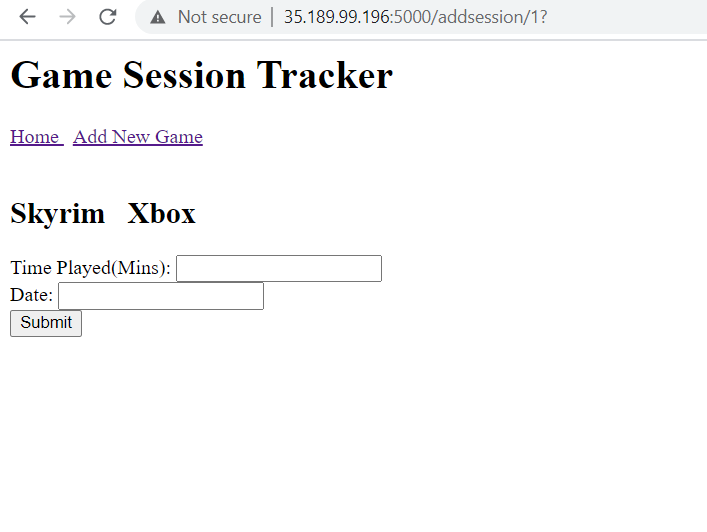 Not secure | 35.189.99.196:5000/addsession/1?
Game Session Tracker
Home Add New Game
Skyrim Xbox
Time Played(Mins):
Date:
Submit